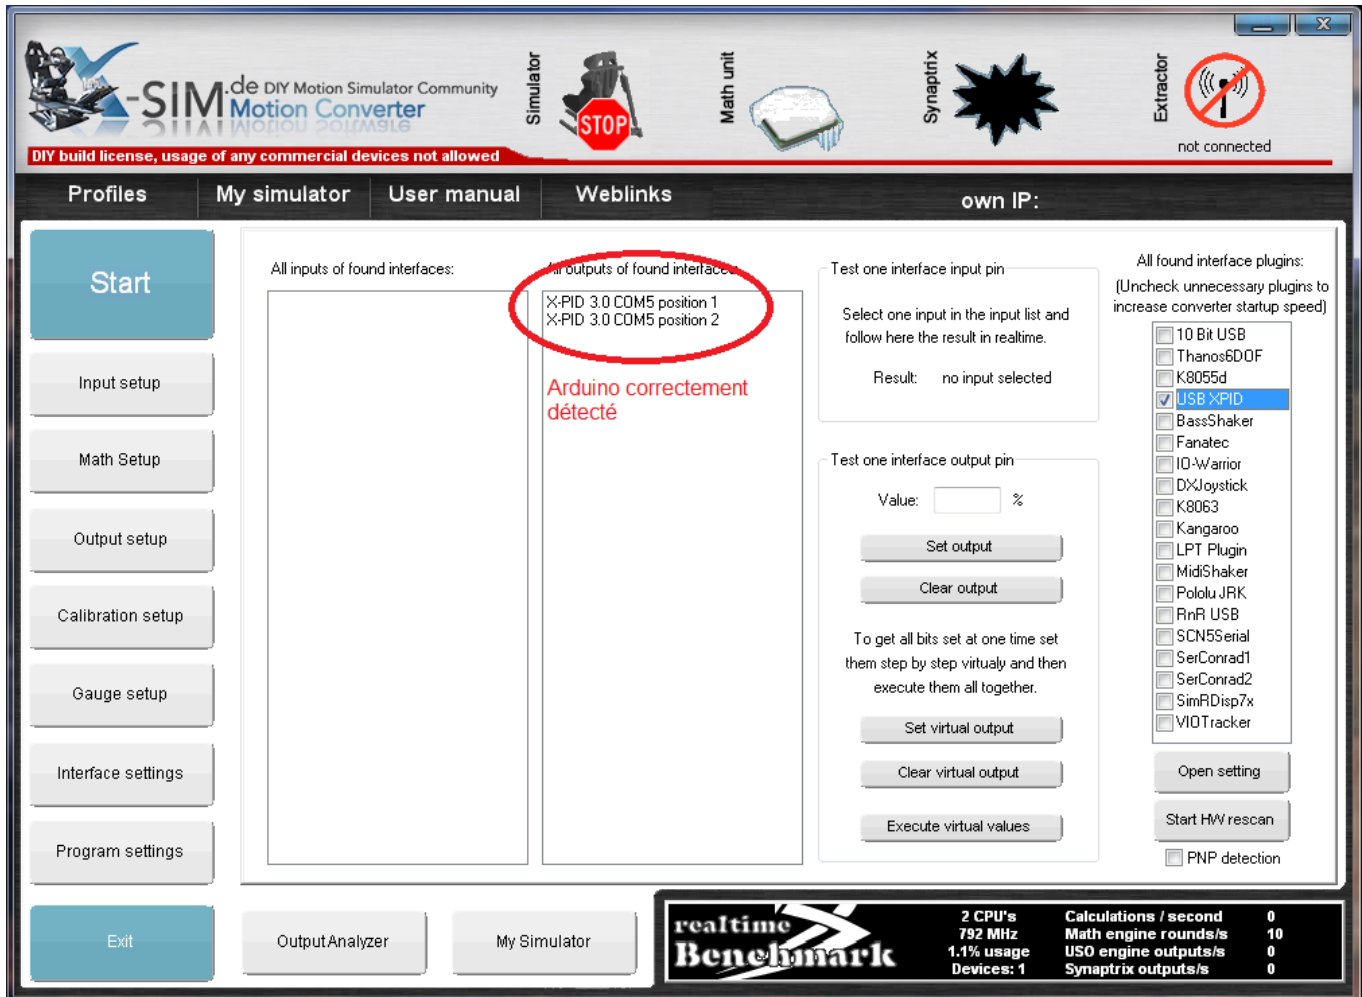 X-SIM.de DIY Motion Simulator Community
Motion Converter
DIY build license, usage of any commercial devices not allowed
Simulator
STOP
Math unit
Synaptrix
Extractor
not connected
Profiles
My simulator
User manual
Weblinks
own IP:
Start
Input setup
Math Setup
Output setup
Calibration setup
Gauge setup
Interface settings
Program settings
Exit
All inputs of found interfaces:
All outputs of found interfaces:
X-PID 3.0 COM5 position 1
X-PID 3.0 COM5 position 2
Arduino correctement
détecté
Test one interface input pin
Select one input in the input list and
follow here the result in realtime.
Result: no input selected
Test one interface output pin
Value: %
Set output
Clear output
To get all bits set at one time set
them step by step virtualy and then
execute them all together.
Set virtual output
Clear virtual output
Execute virtual values
All found interface plugins:
(Uncheck unnecessary plugins to
increase converter startup speed)
10 Bit USB
Thanos6DOF
K8055d
USB XPID
BassShaker
Fanatec
IO-Warrior
DXJoystick
K8063
Kangaroo
LPT Plugin
MidiShaker
Pololu JRK
RnR USB
SCN5Serial
SerConrad1
SerConrad2
SimRDisp7x
VIOTracker
Open setting
Start HW rescan
PNP detection
OutputAnalyzer
My Simulator
realtime
Benchmark
2 CPU's
792 MHz
1.1% usage
Devices: 1
Calculations / second 0
Math engine rounds/s 10
USO engine outputs/s 0
Synaptrix outputs/s 0